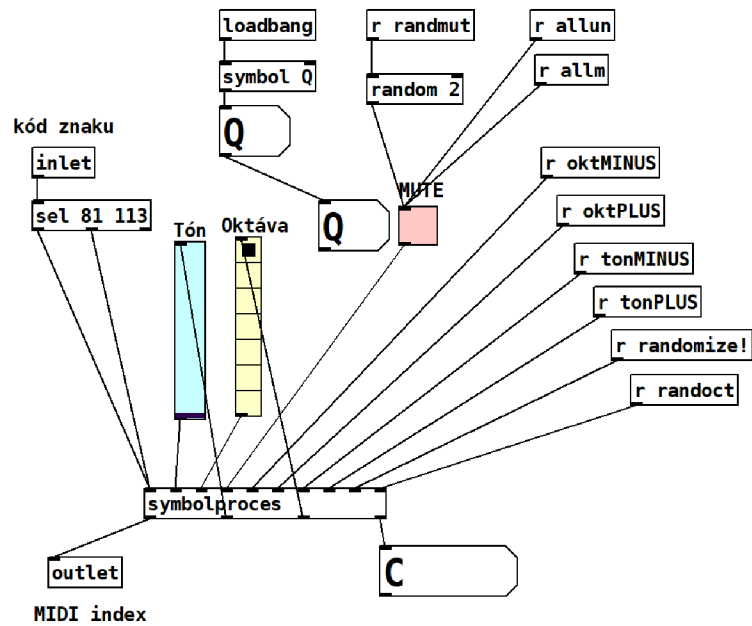 loadbang
r randmut
r allun
symbol Q
random 2
r allm
Q
kód znaku
inlet
r oktMINUS
MUTE
sel 81 113
Tón
Oktáva
Q
r oktPLUS
r tonMINUS
r tonPLUS
r randomize!
r randoct
symbolproces
outlet
C
MIDI index